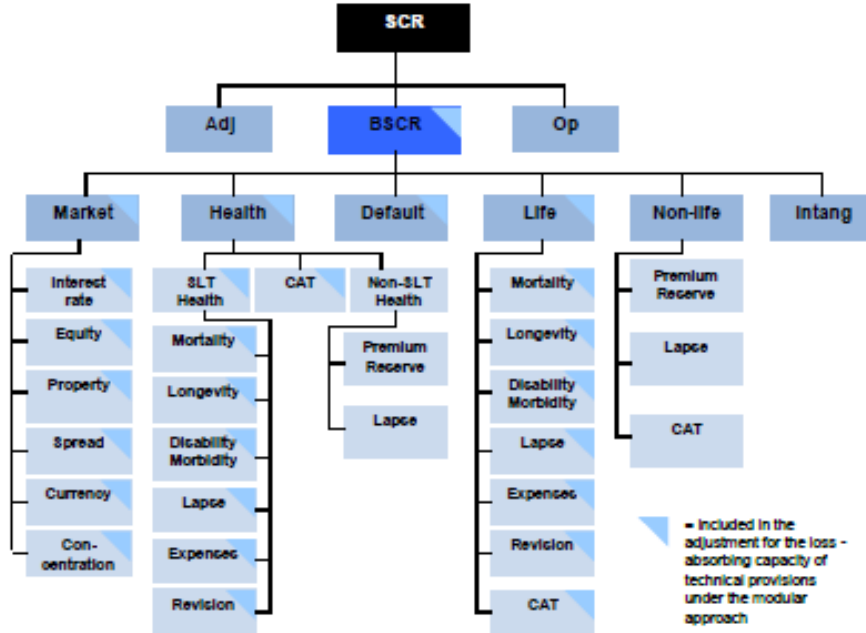 SCR
Adj
BSCR
Op
Market
Health
Default
Life
Non-life
Intang
Interest
rate
Equity
Property
Spread
Currency
Con-
centration
SLT
Health
CAT
Non-SLT
Health
Mortality
Longevity
Disability
Morbidity
Lapse
Expenses
Revision
Premium
Reserve
Lapse
Mortality
Longevity
Disability
Morbidity
Lapse
Expenses
Revision
CAT
Premium
Reserve
Lapse
CAT
= included in the
adjustment for the loss -
absorbing capacity of
technical provisions
under the modular
approach